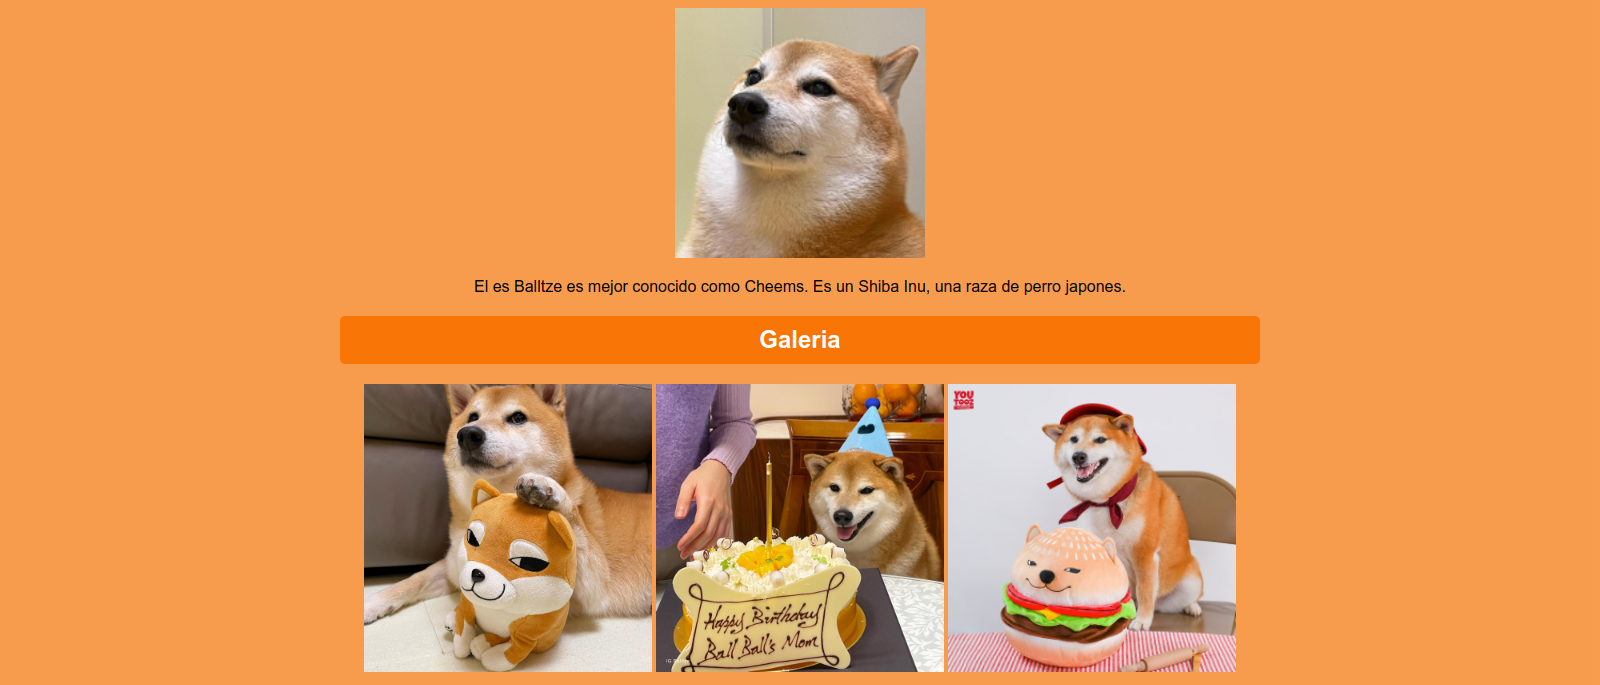 El es Balltze es mejor conocido como Cheems. Es un Shiba Inu, una raza de perro japones.
Galeria
YOU
TOOZ
Happy Birthday
Ball Ball's Mom